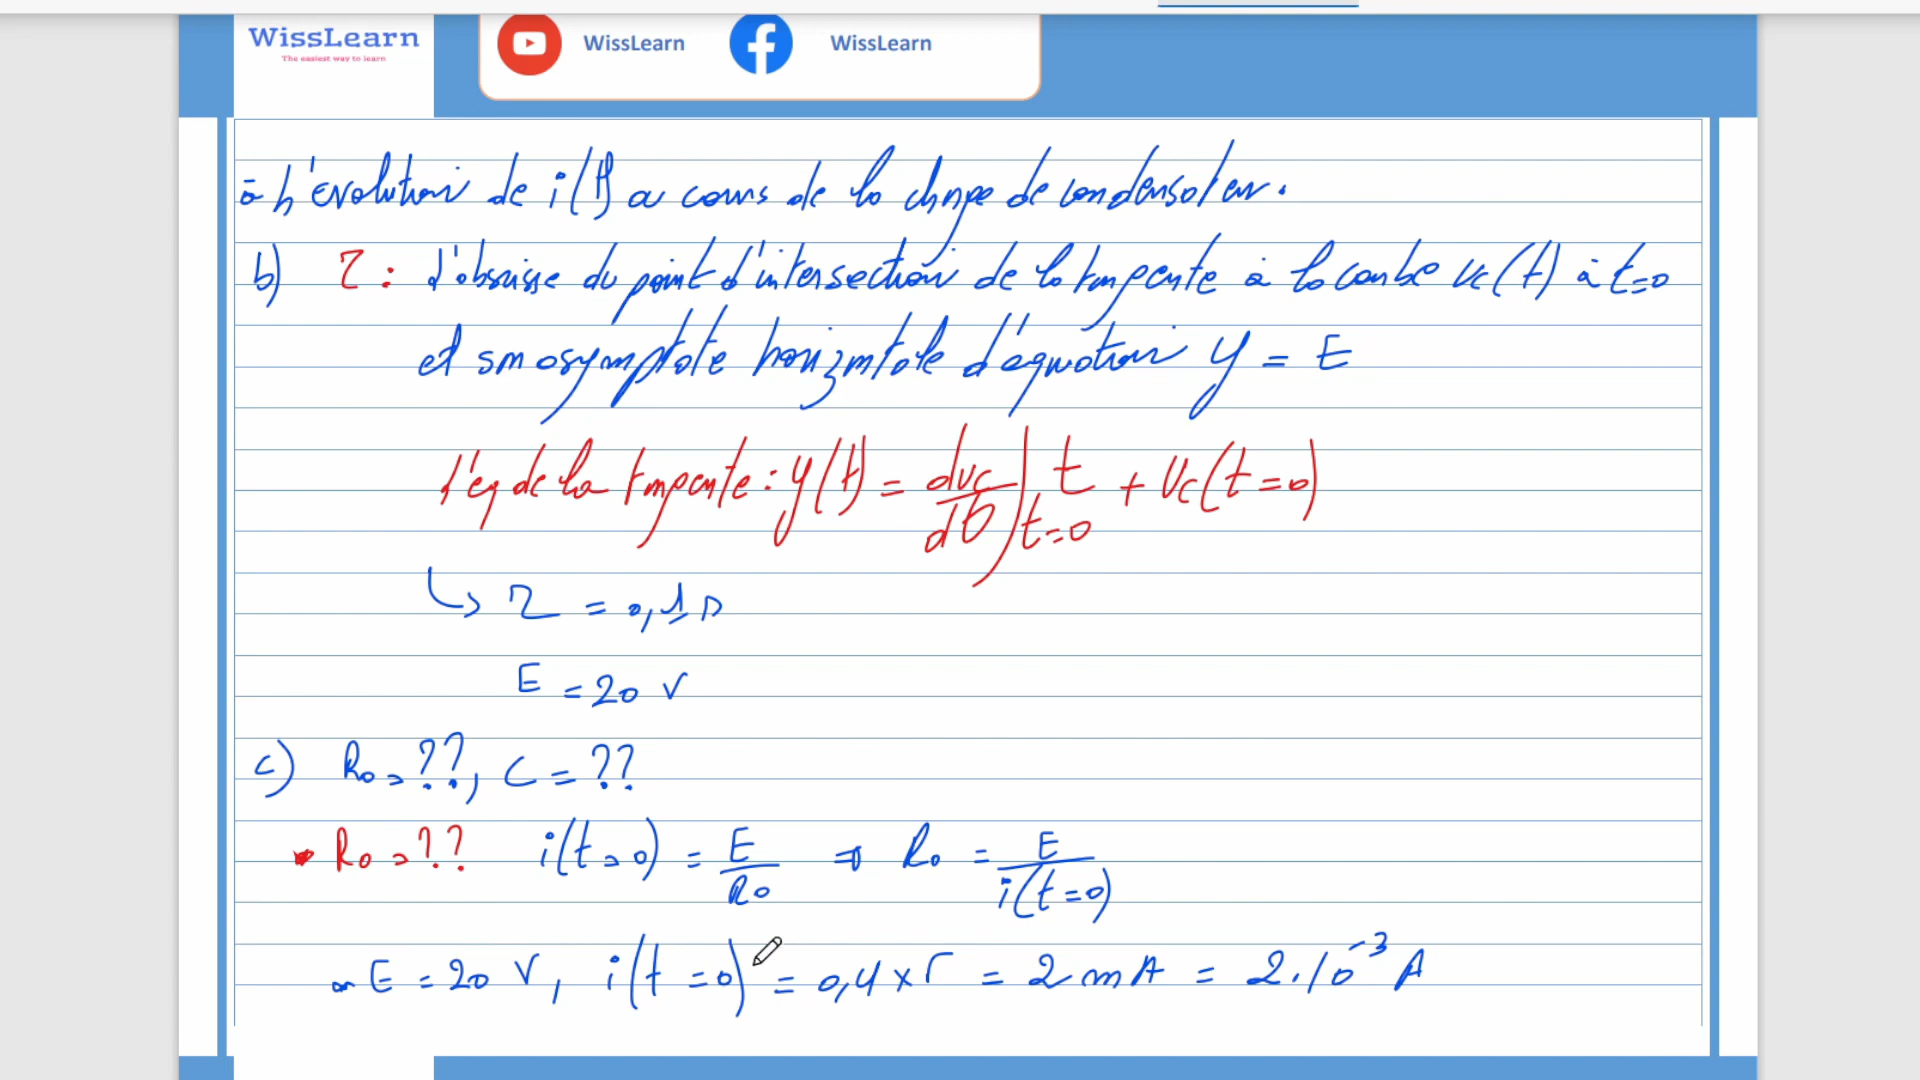 WissLearn
The easiest way to learn
WissLearn
WissLearn
à l'évolution de i(t) a cours de la charge de condensateur.
b) τ : l'absisse du point d'intersection de la tangente à la courbe uc(t) à t=0
et son asymptote horizontale d'équation y = E
l'eq de la tangente : y(t) = duc/dt)t=0 t + Uc(t=0)
↳ τ = 0,1 s
E = 20 V
c) R0 = ??, C = ??
• R0 = ?? i(t=0) = E/R0 ⇒ R0 = E/i(t=0)
E = 20 V, i(t=0) = 0,4 x 5 = 2 mA = 2.10⁻³ A